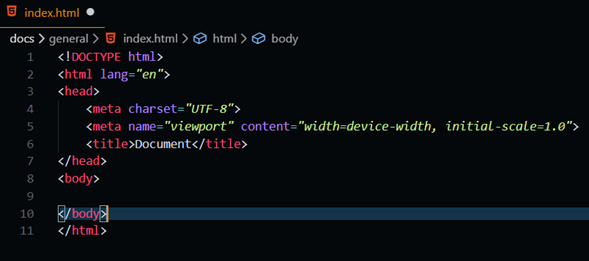 index.html
docs > general > index.html > html > body
1 <!DOCTYPE html>
2 <html lang="en">
3 <head>
4     <meta charset="UTF-8">
5     <meta name="viewport" content="width=device-width, initial-scale=1.0">
6     <title>Document</title>
7 </head>
8 <body>
9
10 </body>
11 </html>